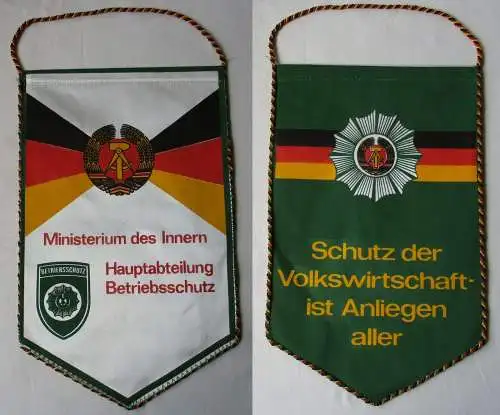 Ministerium des Innern
BETRIEBSSCHUTZ
Hauptabteilung
Betriebsschutz
Schutz der
Volkswirtschaft-
ist Anliegen
aller